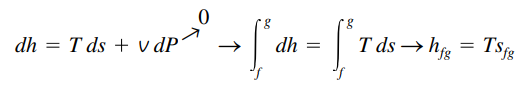 dh = T ds + v dP ↗ 0 → ∫_f^g dh = ∫_f^g T ds → h_fg = Ts_fg